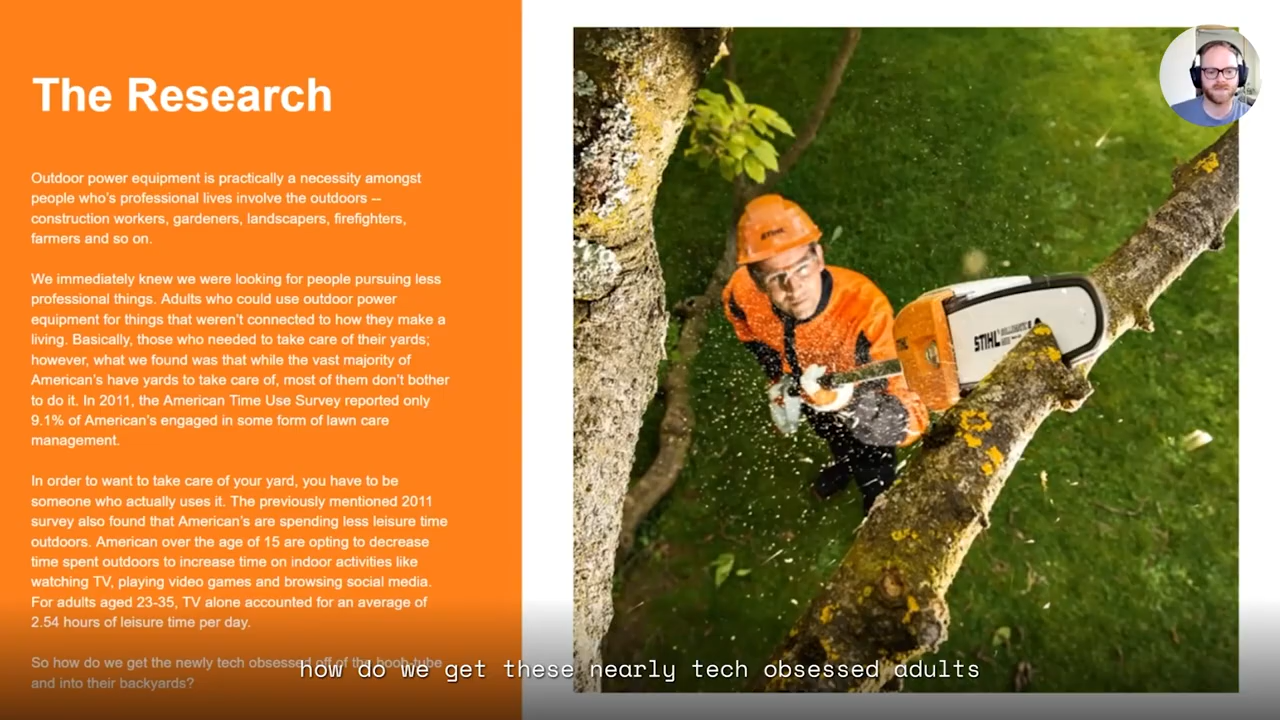 The Research
Outdoor power equipment is practically a necessity amongst
people who's professional lives involve the outdoors –
construction workers, gardeners, landscapers, firefighters,
farmers and so on.
We immediately knew we were looking for people pursuing less
professional things. Adults who could use outdoor power
equipment for things that weren't connected to how they make a
living. Basically, those who needed to take care of their yards;
however, what we found was that while the vast majority of
American's have yards to take care of, most of them don't bother
to do it. In 2011, the American Time Use Survey reported only
9.1% of American's engaged in some form of lawn care
management.
In order to want to take care of your yard, you have to be
someone who actually uses it. The previously mentioned 2011
survey also found that American's are spending less leisure time
outdoors. American over the age of 15 are opting to decrease
time spent outdoors to increase time on indoor activities like
watching TV, playing video games and browsing social media.
For adults aged 23-35, TV alone accounted for an average of
2.54 hours of leisure time per day.
So how do we get the newly tech obsessed off of the boob tube
and into their backyards?
STIHL
STIHL
how do we get these nearly tech obsessed adults